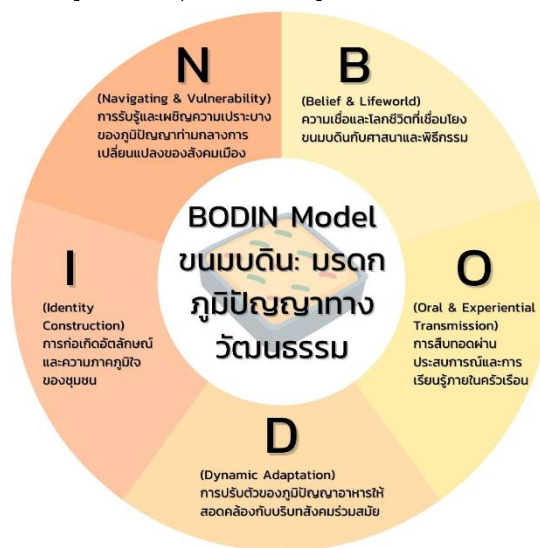 N
(Navigating & Vulnerability)
การรับรู้และเผชิญความเปราะบาง
ของภูมิปัญญาท่ามกลางการ
เปลี่ยนแปลงของสังคมเมือง
B
(Belief & Lifeworld)
ความเชื่อและโลกชีวิตที่เชื่อมโยง
ขนมบดินกับศาสนาและพิธีกรรม
BODIN Model
ขนมบดิน: มรดก
ภูมิปัญญาทาง
วัฒนธรรม
I
(Identity
Construction)
การก่อเกิดอัตลักษณ์
และความภาคภูมิใจ
ของชุมชน
O
(Oral & Experiential
Transmission)
การสืบทอดผ่าน
ประสบการณ์และการ
เรียนรู้ภายในครัวเรือน
D
(Dynamic Adaptation)
การปรับตัวของภูมิปัญญาอาหารให้
สอดคล้องกับบริบทสังคมร่วมสมัย